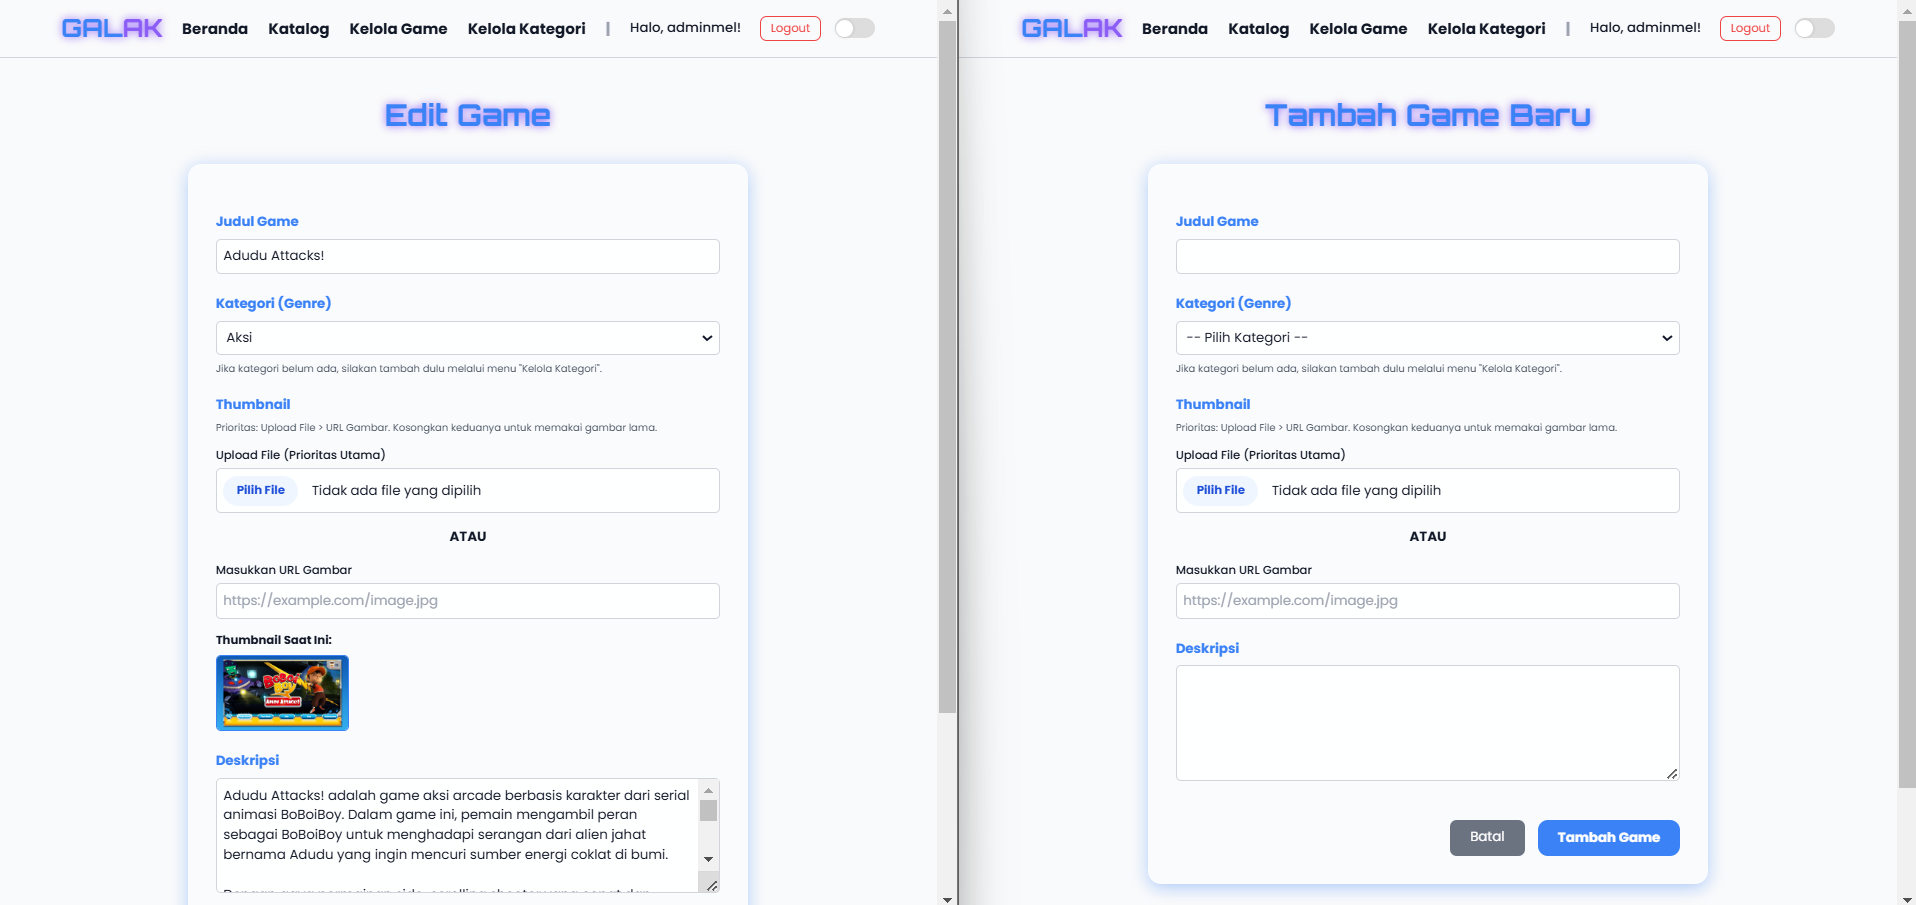 GALAK Beranda Katalog Kelola Game Kelola Kategori | Halo, adminmel! Logout
Edit Game
Judul Game
Adudu Attacks!
Kategori (Genre)
Aksi
Jika kategori belum ada, silakan tambah dulu melalui menu "Kelola Kategori".
Thumbnail
Prioritas: Upload File > URL Gambar. Kosongkan keduanya untuk memakai gambar lama.
Upload File (Prioritas Utama)
Pilih File Tidak ada file yang dipilih
ATAU
Masukkan URL Gambar
https://example.com/image.jpg
Thumbnail Saat Ini:
BoBoi
Boy
Deskripsi
Adudu Attacks! adalah game aksi arcade berbasis karakter dari serial
animasi BoBoiBoy. Dalam game ini, pemain mengambil peran
sebagai BoBoiBoy untuk menghadapi serangan dari alien jahat
bernama Adudu yang ingin mencuri sumber energi coklat di bumi.
GALAK Beranda Katalog Kelola Game Kelola Kategori | Halo, adminmel! Logout
Tambah Game Baru
Judul Game
Kategori (Genre)
-- Pilih Kategori --
Jika kategori belum ada, silakan tambah dulu melalui menu "Kelola Kategori".
Thumbnail
Prioritas: Upload File > URL Gambar. Kosongkan keduanya untuk memakai gambar lama.
Upload File (Prioritas Utama)
Pilih File Tidak ada file yang dipilih
ATAU
Masukkan URL Gambar
https://example.com/image.jpg
Deskripsi
Batal Tambah Game